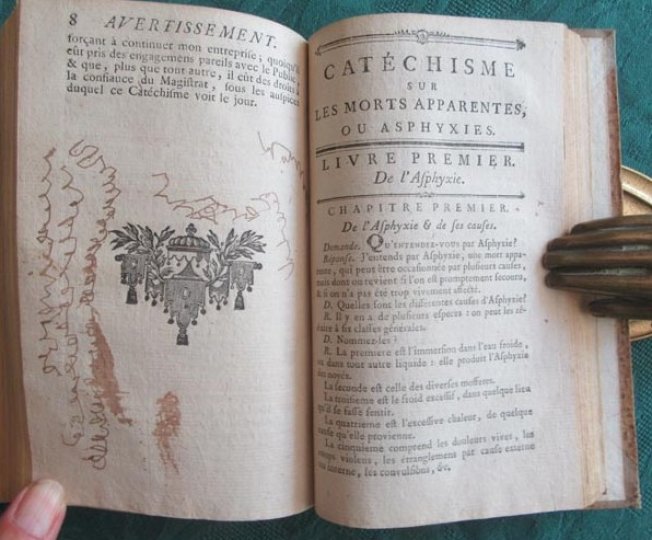 8 AVERTISSEMENT.
forçant à continuer mon entreprise; quoiqu'il
eût pris des engagemens pareils avec le Public,
& que, plus que tout autre, il eût des droits à
la confiance du Magistrat, sous les auspices
duquel ce Catéchisme voit le jour.
CATÉCHISME
SUR
LES MORTS APPARENTES,
OU ASPHYXIES.
LIVRE PREMIER.
De l'Asphyxie.
CHAPITRE PREMIER.
De l'Asphyxie & de ses causes.
Demande. QU'ENTENDEZ-VOUS par Asphyxie?
Réponse. J'entends par Asphyxie, une mort appa-
rente, qui peut être occasionnée par plusieurs causes,
mais dont on revient si l'on est promptement secouru,
& si on n'a pas été trop vivement affecté.
D. Quelles sont les différentes causes d'Asphyxie?
R. Il y en a de plusieurs especes: on peut les ré-
duire à six classes générales.
D. Nommez-les?
R. La premiere est l'immersion dans l'eau froide,
ou dans tout autre liquide: elle produit l'Asphyxie
des noyés.
La seconde est celle des diverses moffetes.
La troisieme est le froid excessif, dans quelque lieu
qu'il se fasse sentir.
La quatrieme est l'excessive chaleur, de quelque
cause qu'elle provienne.
La cinquieme comprend les douleurs vives, les
coups violens, les étranglemens par cause externe
ou interne, les convulsions, &c.